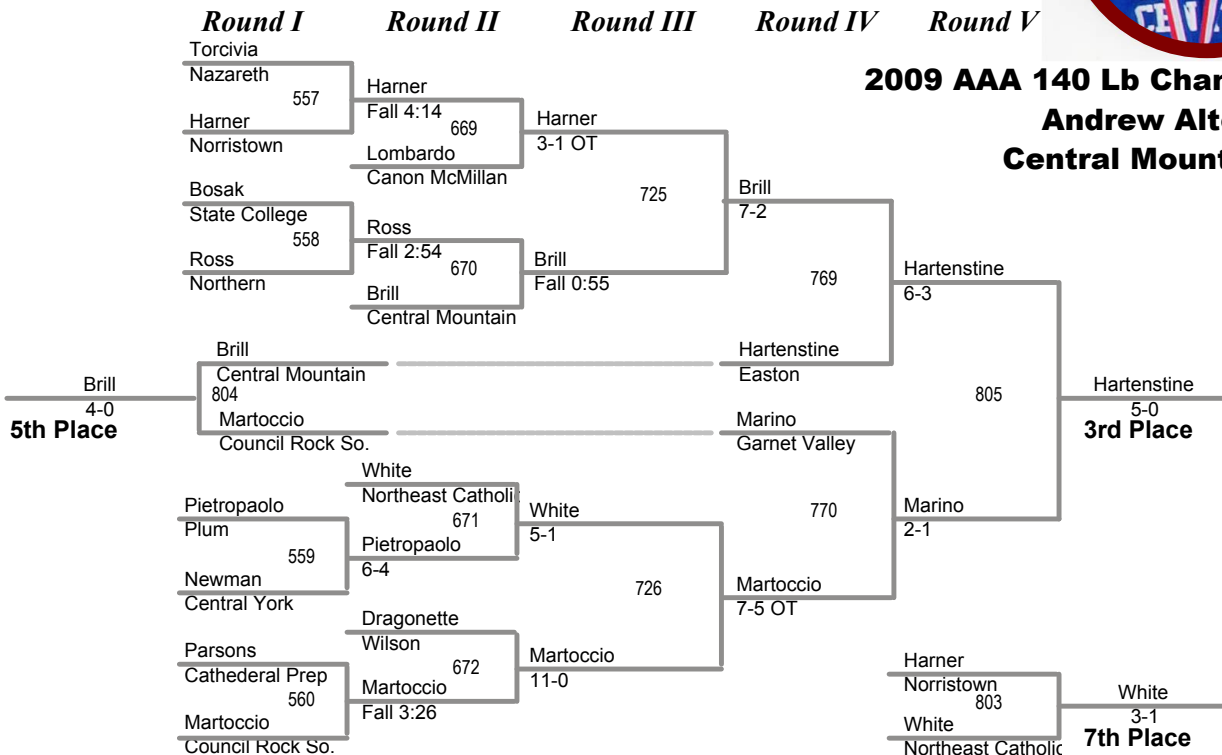 Round I Round II Round III Round IV Round V
2009 AAA 140 Lb
Andrew
Central
Torcivia
Nazareth
557
Harner
Norristown
Harner
Fall 4:14
669
Lombardo
Canon McMillan
Harner
3-1 OT
Bosak
State College
558
Ross
Northern
Ross
Fall 2:54
670
Brill
Central Mountain
Brill
Fall 0:55
725
Brill
7-2
769
Hartenstine
Easton
Hartenstine
6-3
Brill
Central Mountain
804
Martoccio
Council Rock So.
Brill
4-0
5th Place
Marino
Garnet Valley
805
Hartenstine
5-0
3rd Place
White
Northeast Catholic
671
Pietropaolo
Plum
559
Newman
Central York
Pietropaolo
6-4
White
5-1
726
770
Marino
2-1
Martoccio
7-5 OT
Dragonette
Wilson
672
Parsons
Cathederal Prep
560
Martoccio
Council Rock So.
Martoccio
Fall 3:26
Martoccio
11-0
Harner
Norristown
803
White
Northeast Catholic
White
3-1
7th Place